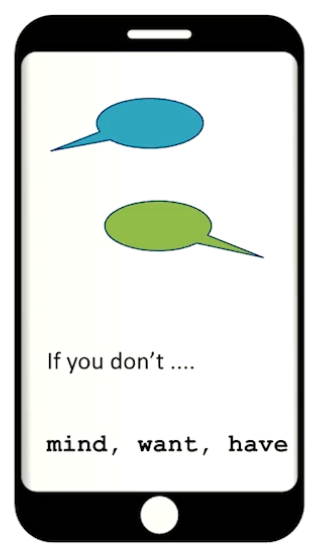 If you don’t ....
mind, want, have